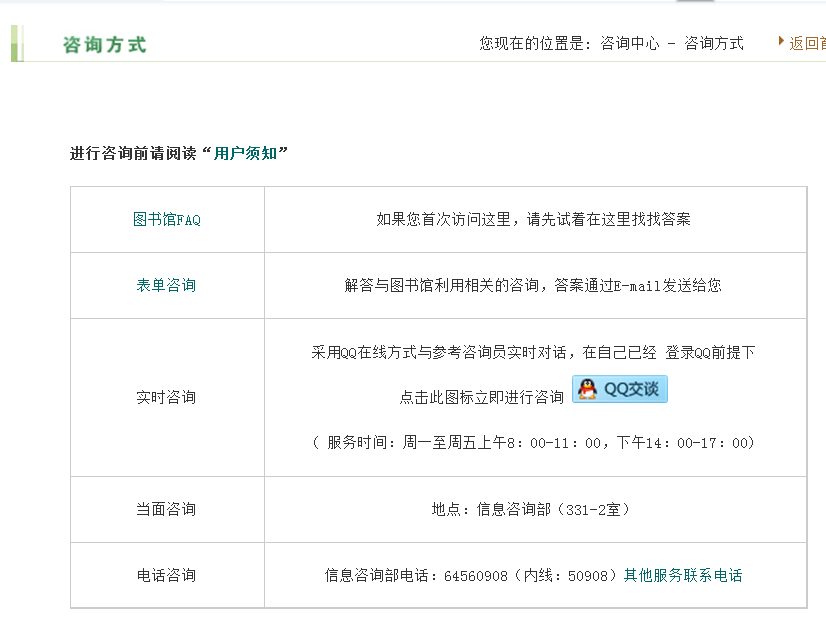 咨询方式
您现在的位置是: 咨询中心 - 咨询方式
返回首
进行咨询前请阅读“用户须知”
图书馆FAQ
如果您首次访问这里，请先试着在这里找找答案
表单咨询
解答与图书馆利用相关的咨询，答案通过E-mail发送给您
实时咨询
采用QQ在线方式与参考咨询员实时对话，在自己已经 登录QQ前提下
点击此图标立即进行咨询 QQ交谈
( 服务时间：周一至周五上午8：00-11：00，下午14：00-17：00)
当面咨询
地点：信息咨询部（331-2室）
电话咨询
信息咨询部电话：64560908（内线：50908）其他服务联系电话